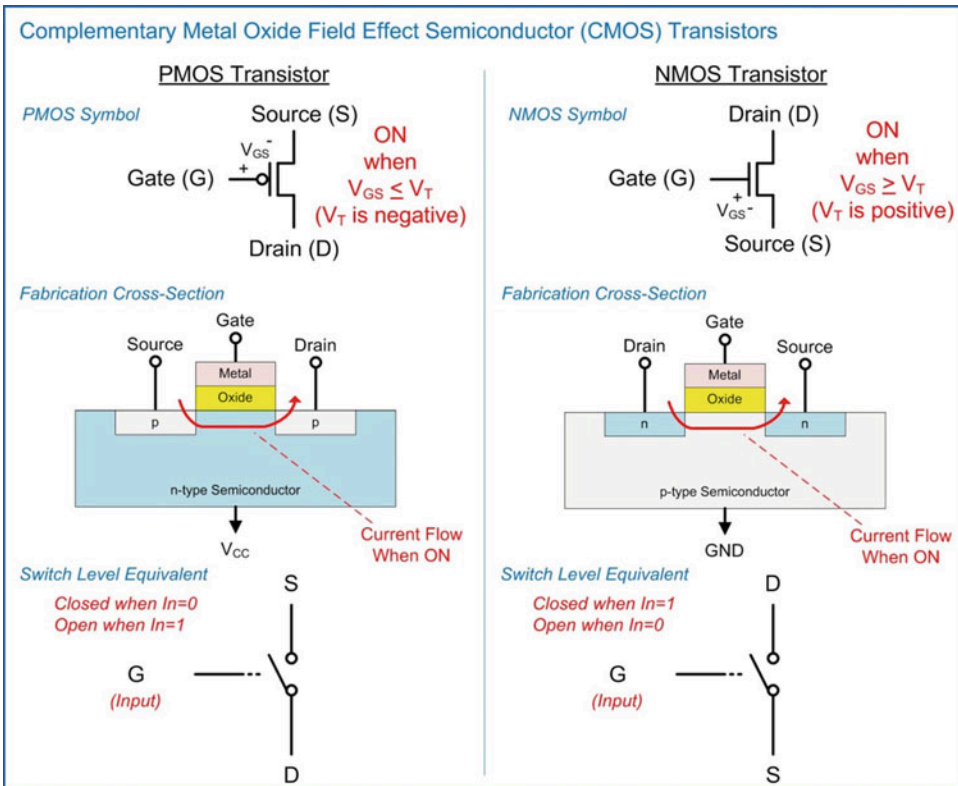 Complementary Metal Oxide Field Effect Semiconductor (CMOS) Transistors
PMOS Transistor
PMOS Symbol
Source (S)
VGS
-
+
Gate (G)
Drain (D)
ON
when
VGS ≤ VT
(VT is negative)
Fabrication Cross-Section
Gate
Source
Drain
Metal
Oxide
p
p
n-type Semiconductor
VCC
Current Flow
When ON
Switch Level Equivalent
Closed when In=0
Open when In=1
S
G
(Input)
D
NMOS Transistor
NMOS Symbol
Drain (D)
Gate (G)
+
VGS
-
Source (S)
ON
when
VGS ≥ VT
(VT is positive)
Fabrication Cross-Section
Gate
Drain
Source
Metal
Oxide
n
n
p-type Semiconductor
GND
Current Flow
When ON
Switch Level Equivalent
Closed when In=1
Open when In=0
D
G
(Input)
S